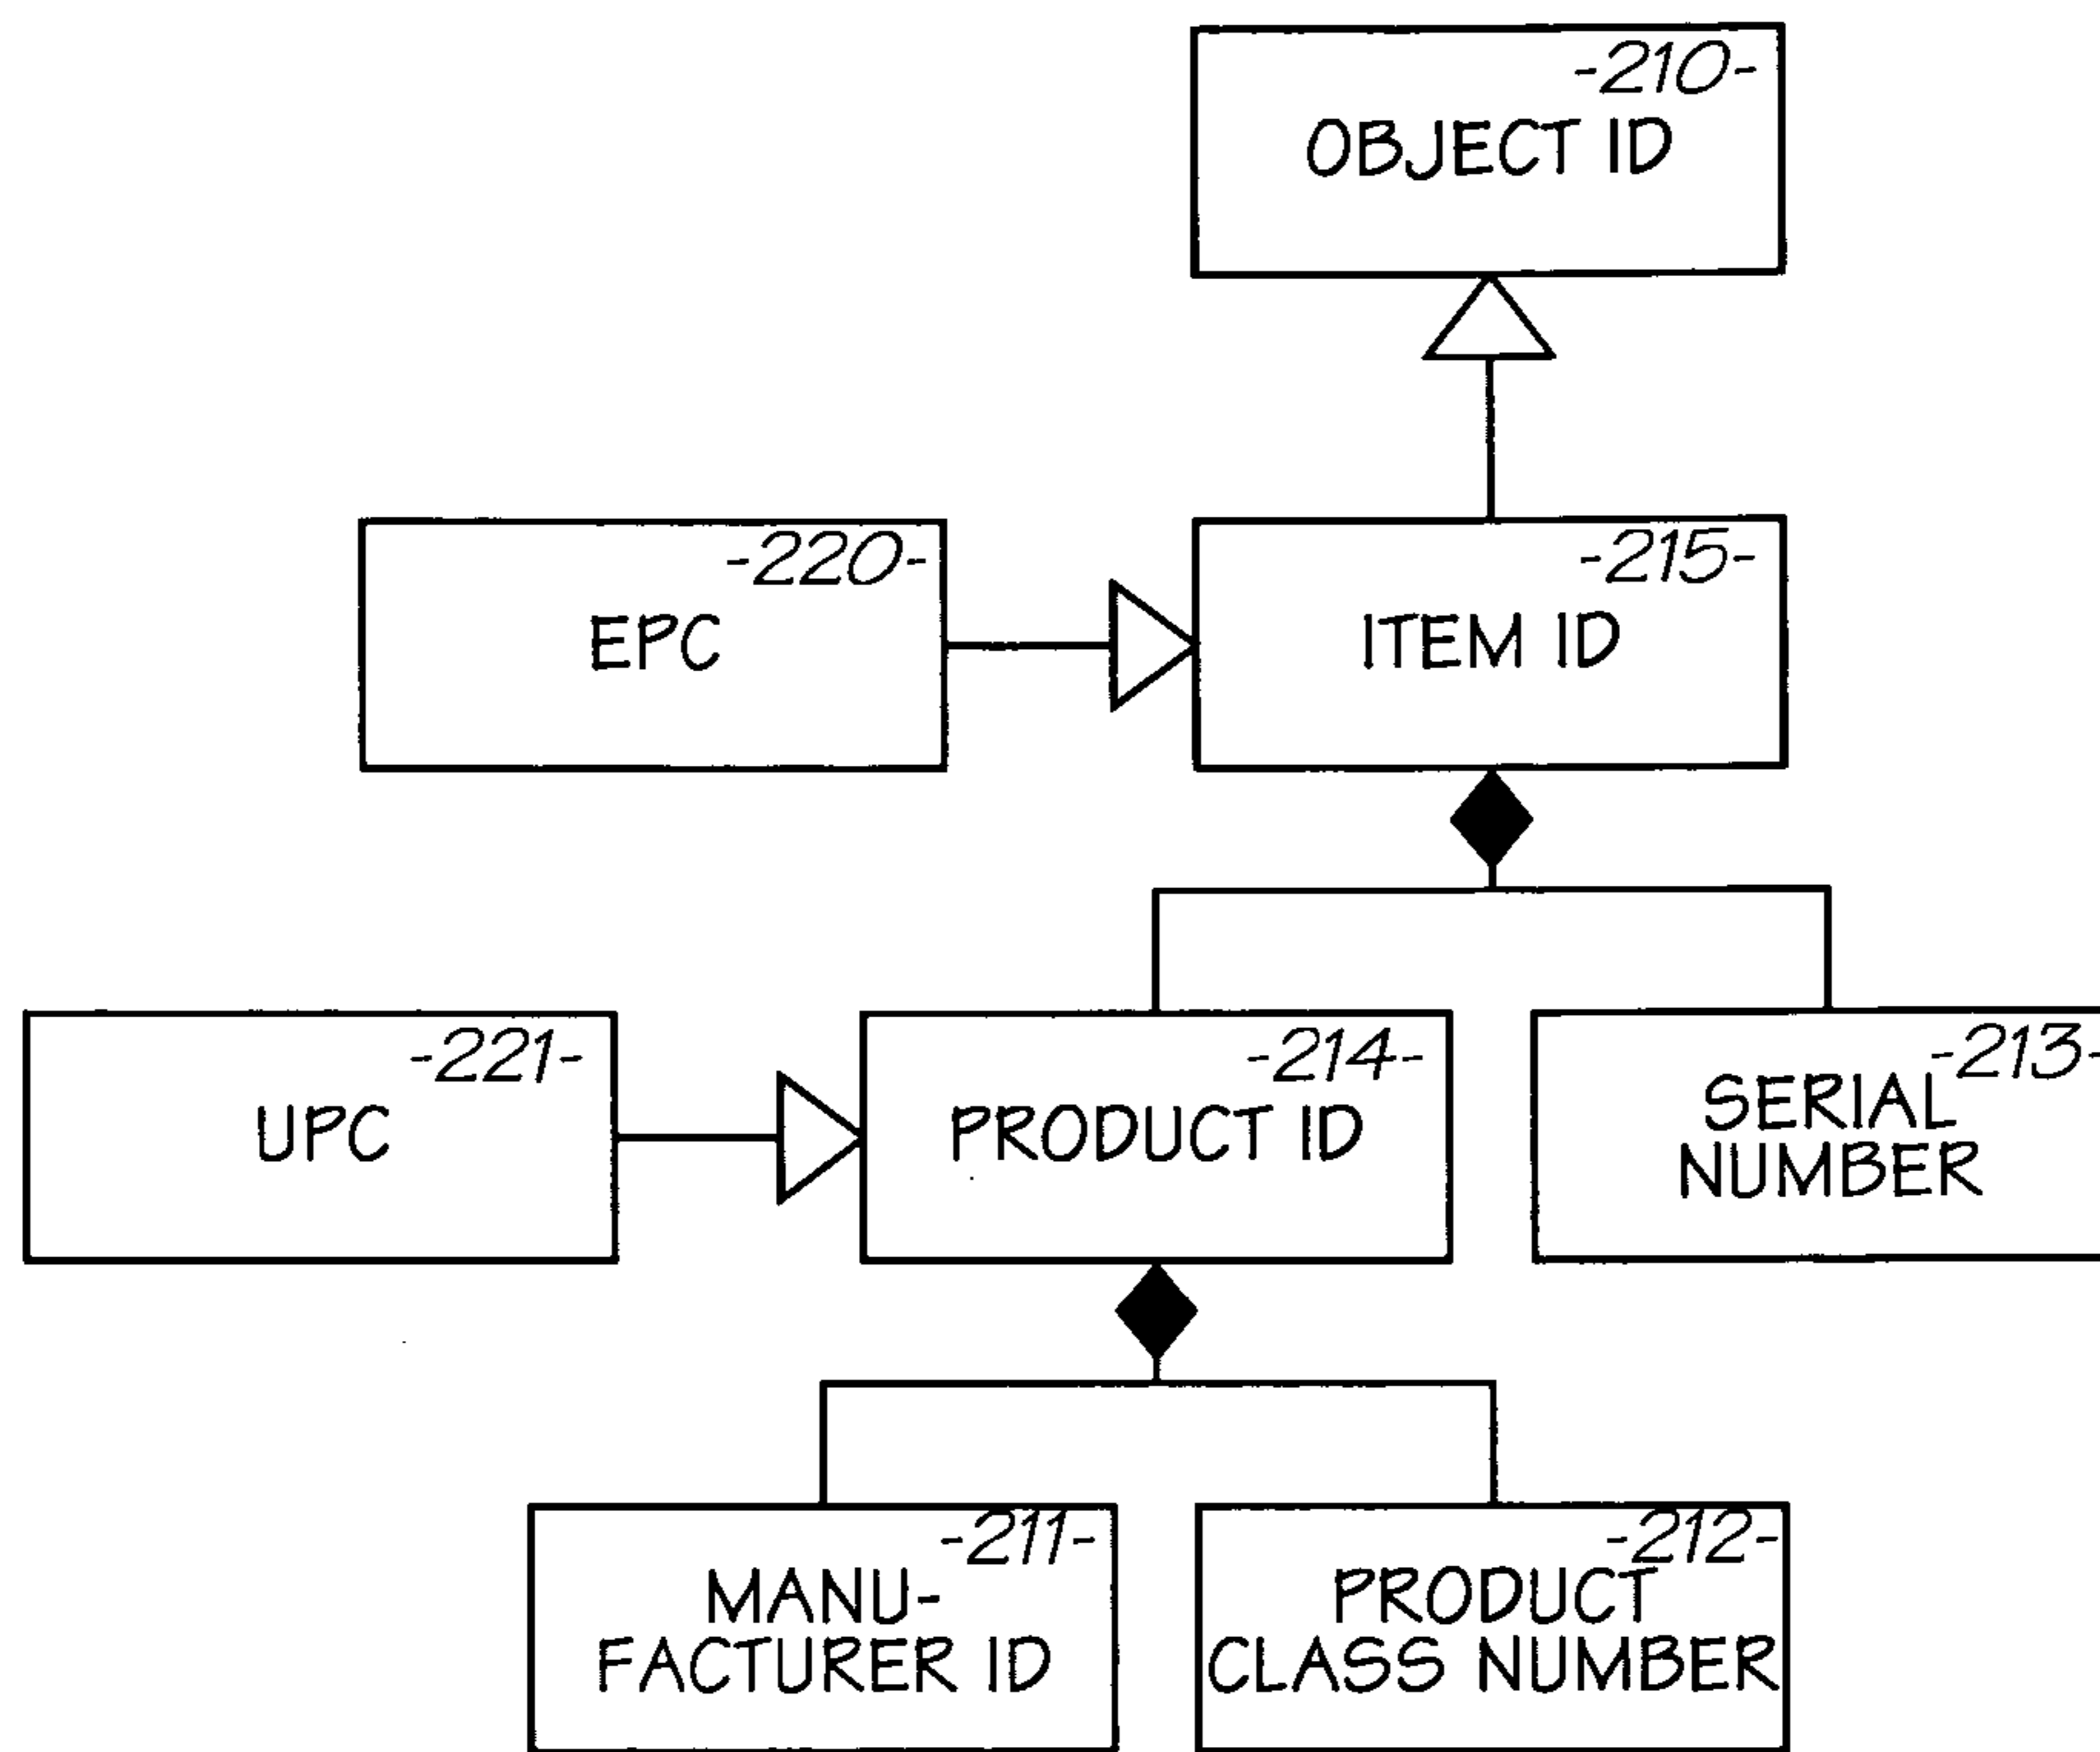 -210-
OBJECT ID
-220-
EPC
-215-
ITEM ID
-221-
UPC
-214-
PRODUCT ID
-213-
SERIAL
NUMBER
-211-
MANU-
FACTURER ID
-212-
PRODUCT
CLASS NUMBER